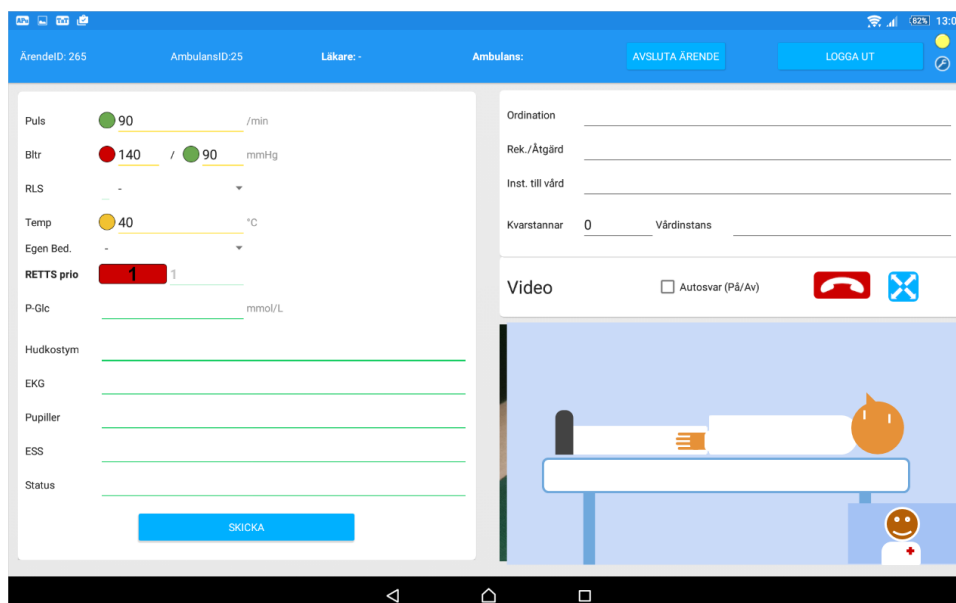 82% 13:0
ÄrendeID: 265 AmbulansID:25 Läkare: - Ambulans: AVSLUTA ÄRENDE LOGGA UT
Puls 90 /min
Bltr 140 / 90 mmHg
RLS -
Temp 40 °C
Egen Bed. -
RETTS prio 1 1
P-Glc mmol/L
Hudkostym
EKG
Pupiller
ESS
Status
SKICKA
Ordination
Rek./Åtgärd
Inst. till vård
Kvarstannar 0 Vårdinstans
Video Autosvar (På/Av)